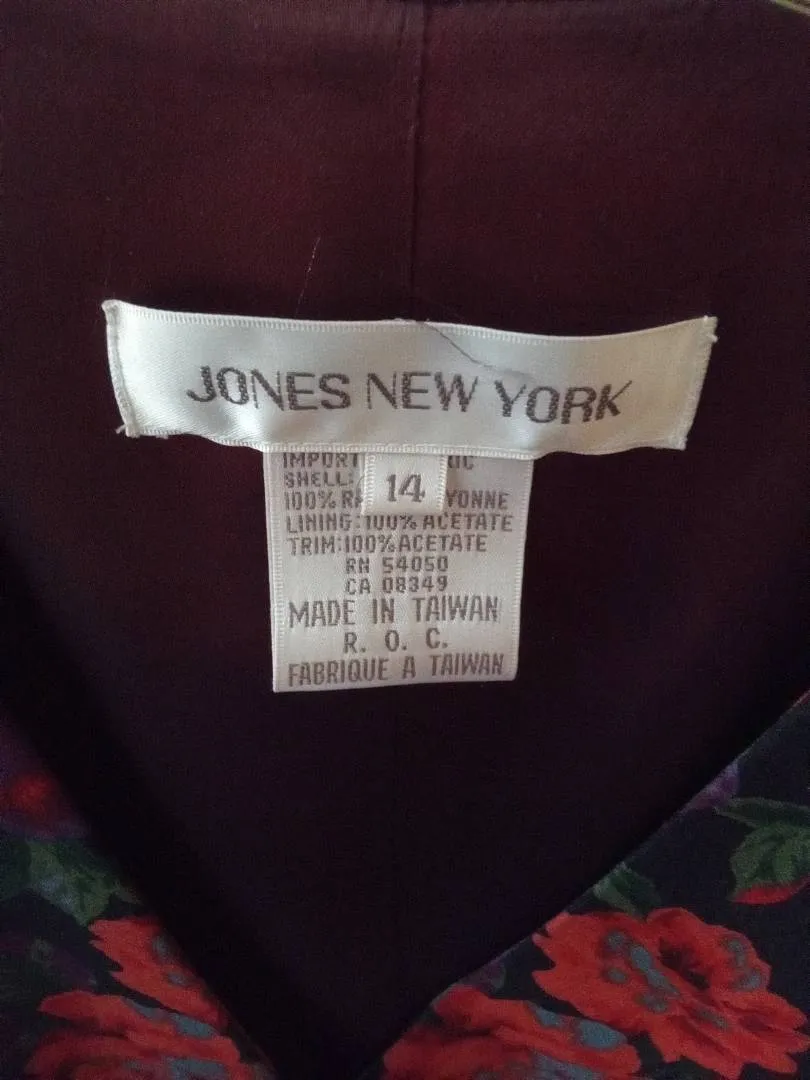 JONES NEW YORK
14
SHELL:
100%
LINING: 100% ACETATE
TRIM: 100% ACETATE
RN 54050
CA 08349
MADE IN TAIWAN
R. O. C.
FABRIQUE A TAIWAN